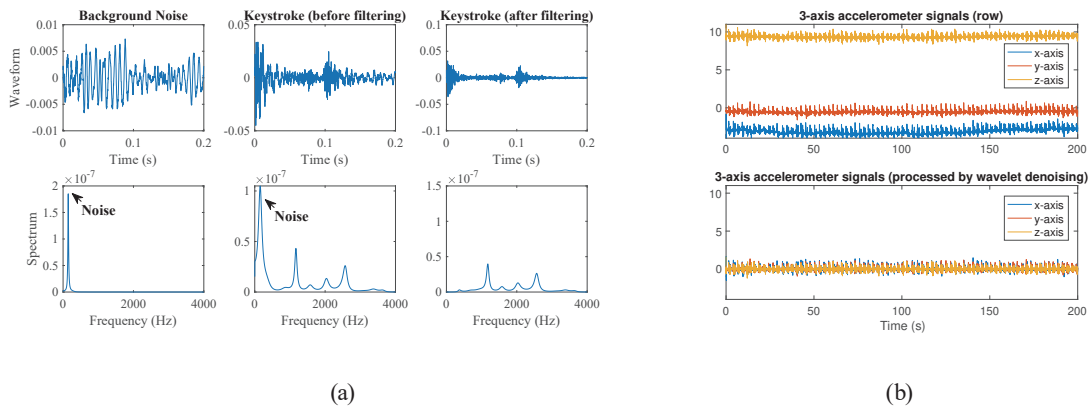 Background Noise
Keystroke (before filtering)
Keystroke (after filtering)
Waveform
0.01
0.005
0
-0.005
-0.01
0
0.1
0.2
Time (s)
0.05
0
-0.05
0
0.1
0.2
Time (s)
0.1
0.05
0
-0.05
-0.1
0
0.1
0.2
Time (s)
Spectrum
×10^-7
2
1.5
1
0.5
0
Noise
0
2000
4000
Frequency (Hz)
×10^-7
1
0.5
0
Noise
0
2000
4000
Frequency (Hz)
×10^-7
1.5
1
0.5
0
0
2000
4000
Frequency (Hz)
(a)
3-axis accelerometer signals (row)
10
5
0
x-axis
y-axis
z-axis
0
50
100
150
200
3-axis accelerometer signals (processed by wavelet denoising)
10
5
0
x-axis
y-axis
z-axis
0
50
100
150
200
Time (s)
(b)